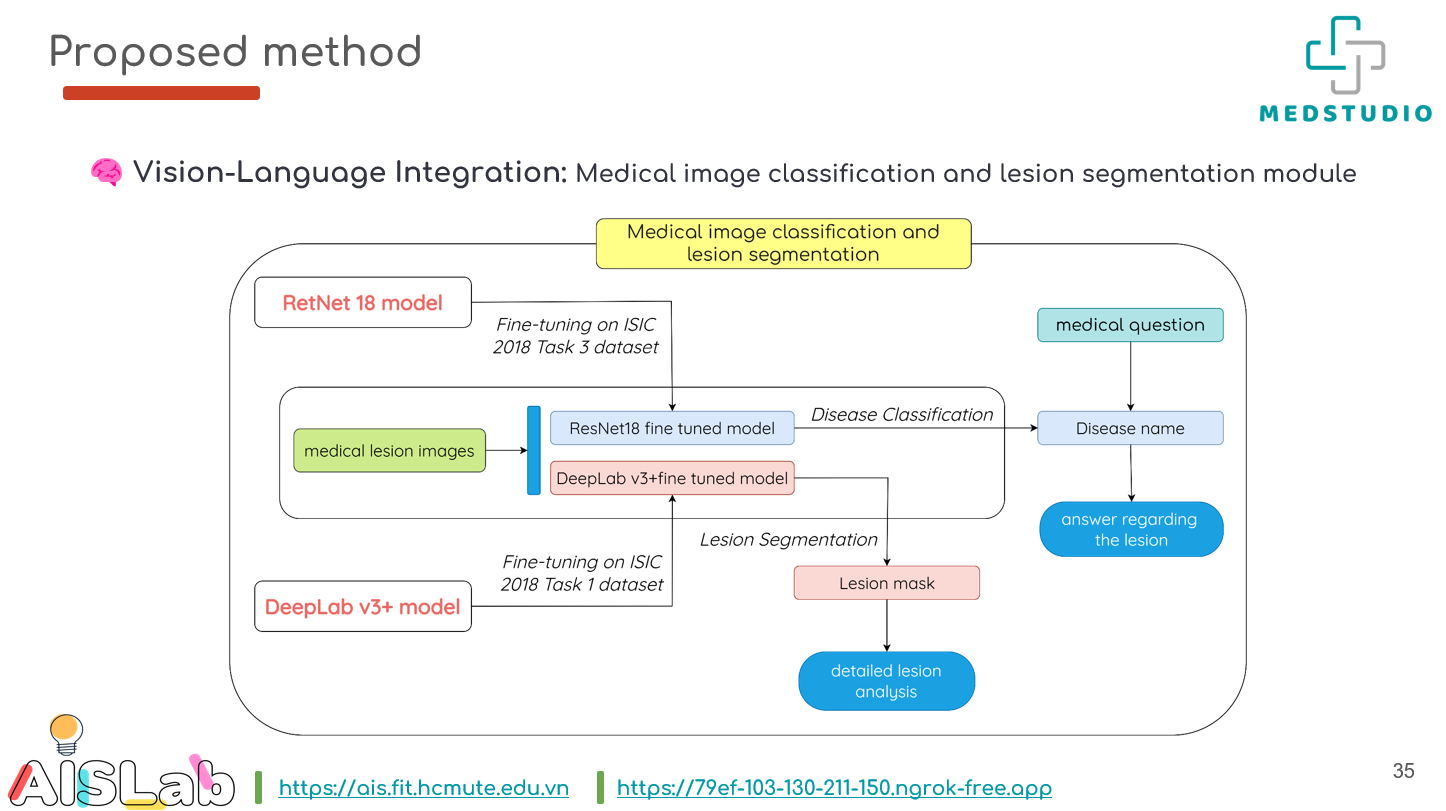 Proposed method
MEDSTUDIO
Vision-Language Integration: Medical image classification and lesion segmentation module
Medical image classification and
lesion segmentation
RetNet 18 model
Fine-tuning on ISIC
2018 Task 3 dataset
medical question
medical lesion images
ResNet18 fine tuned model
Disease Classification
Disease name
DeepLab v3+fine tuned model
answer regarding
the lesion
Lesion Segmentation
Fine-tuning on ISIC
2018 Task 1 dataset
DeepLab v3+ model
Lesion mask
detailed lesion
analysis
AISLab
https://ais.fit.hcmute.edu.vn
https://79ef-103-130-211-150.ngrok-free.app
35